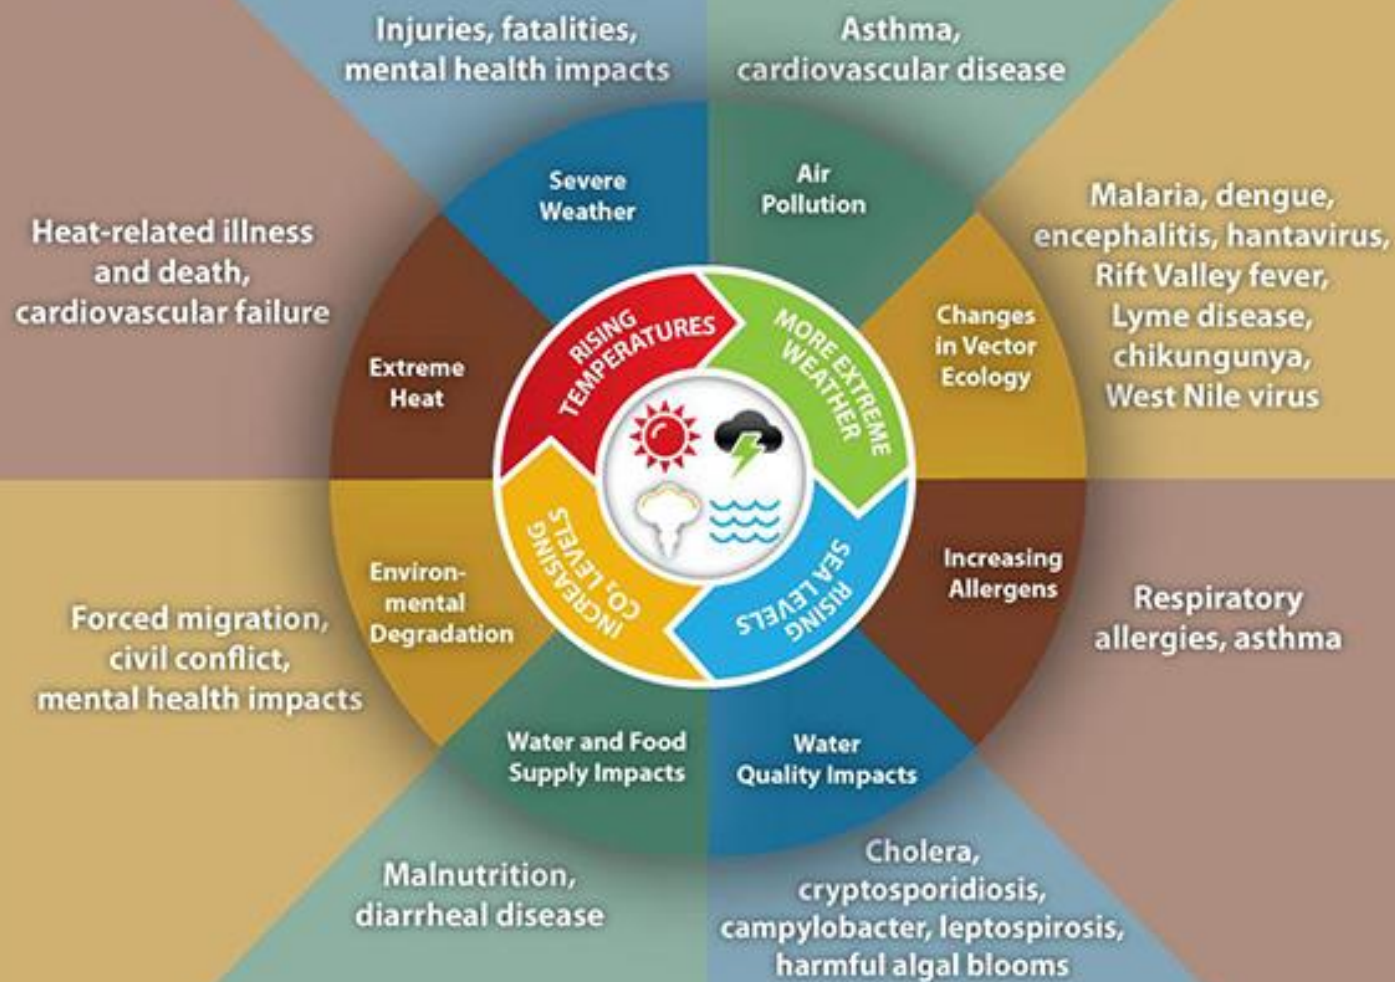 Injuries, fatalities,
mental health impacts
Asthma,
cardiovascular disease
Severe
Weather
Air
Pollution
Malaria, dengue,
encephalitis, hantavirus,
Rift Valley fever,
Lyme disease,
chikungunya,
West Nile virus
Heat-related illness
and death,
cardiovascular failure
Extreme
Heat
Changes
in Vector
Ecology
RISING
TEMPERATURES
MORE EXTREME
WEATHER
INCREASING
CO₂ LEVELS
RISING
SEA LEVELS
Environ-
mental
Degradation
Increasing
Allergens
Forced migration,
civil conflict,
mental health impacts
Respiratory
allergies, asthma
Water and Food
Supply Impacts
Water
Quality Impacts
Malnutrition,
diarrheal disease
Cholera,
cryptosporidiosis,
campylobacter, leptospirosis,
harmful algal blooms